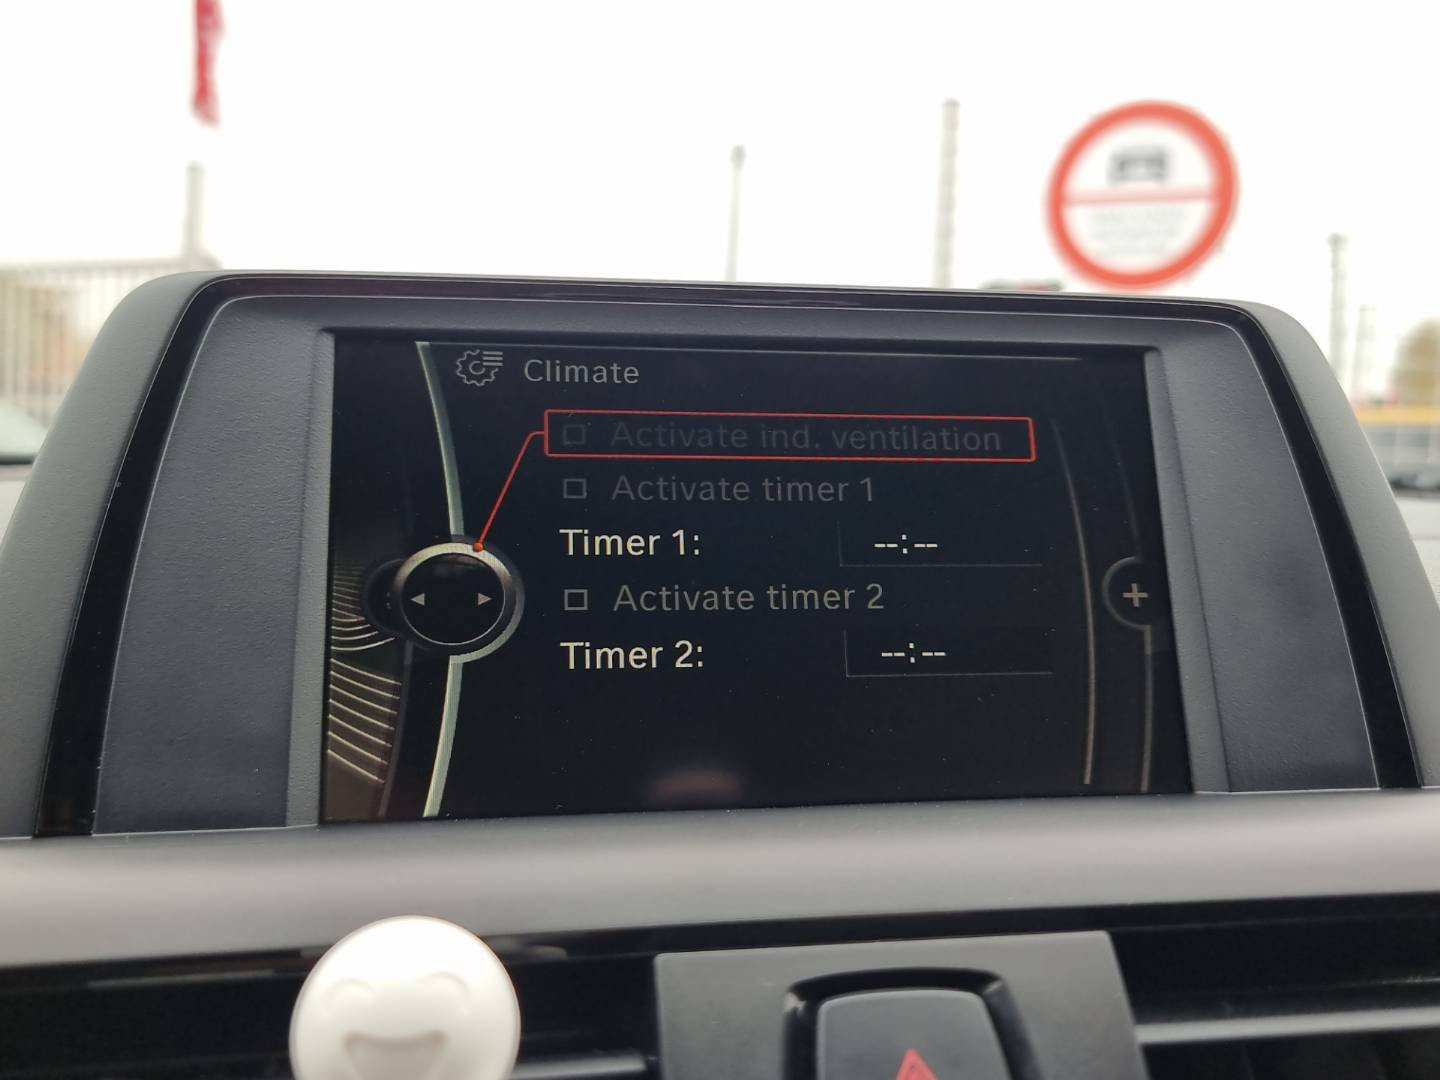 Climate
Activate ind. ventilation
Activate timer 1
Timer 1: --:--
Activate timer 2
Timer 2: --:--